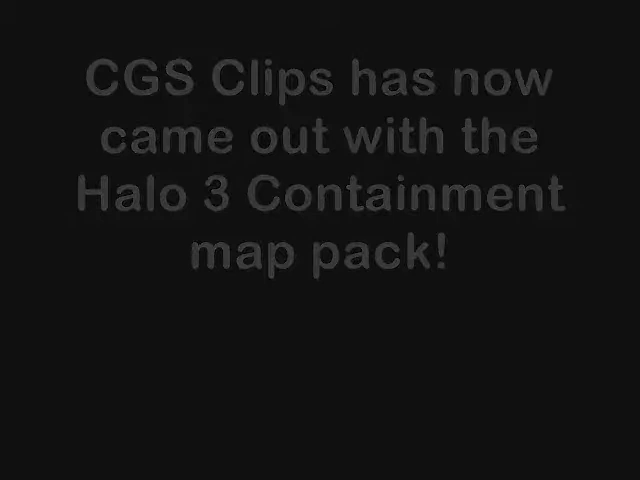 CGS Clips has now
came out with the
Halo 3 Containment
map pack!